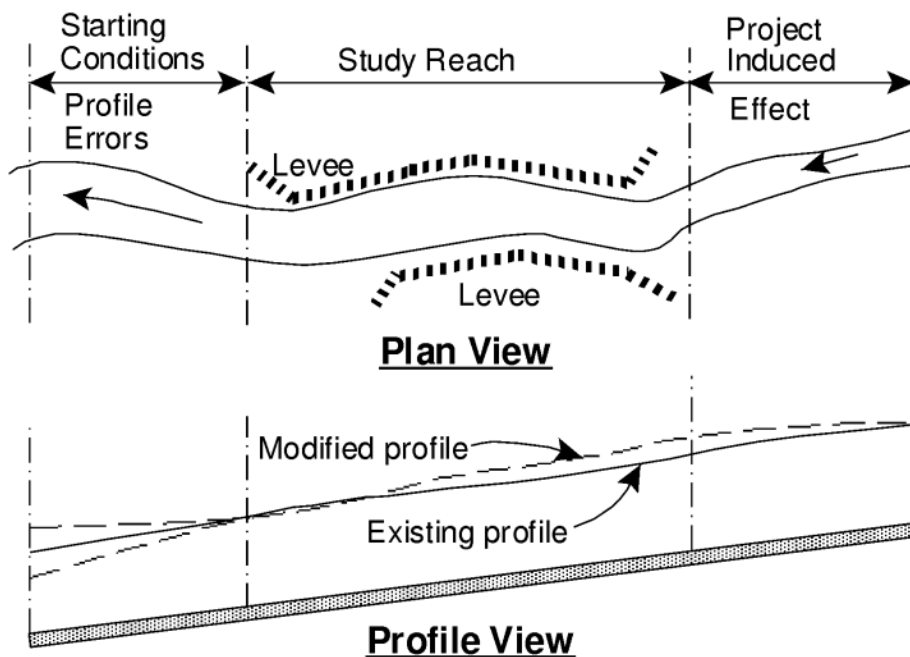 Starting
Conditions
Profile
Errors
Study Reach
Project
Induced
Effect
Levee
Levee
Plan View
Modified profile
Existing profile
Profile View